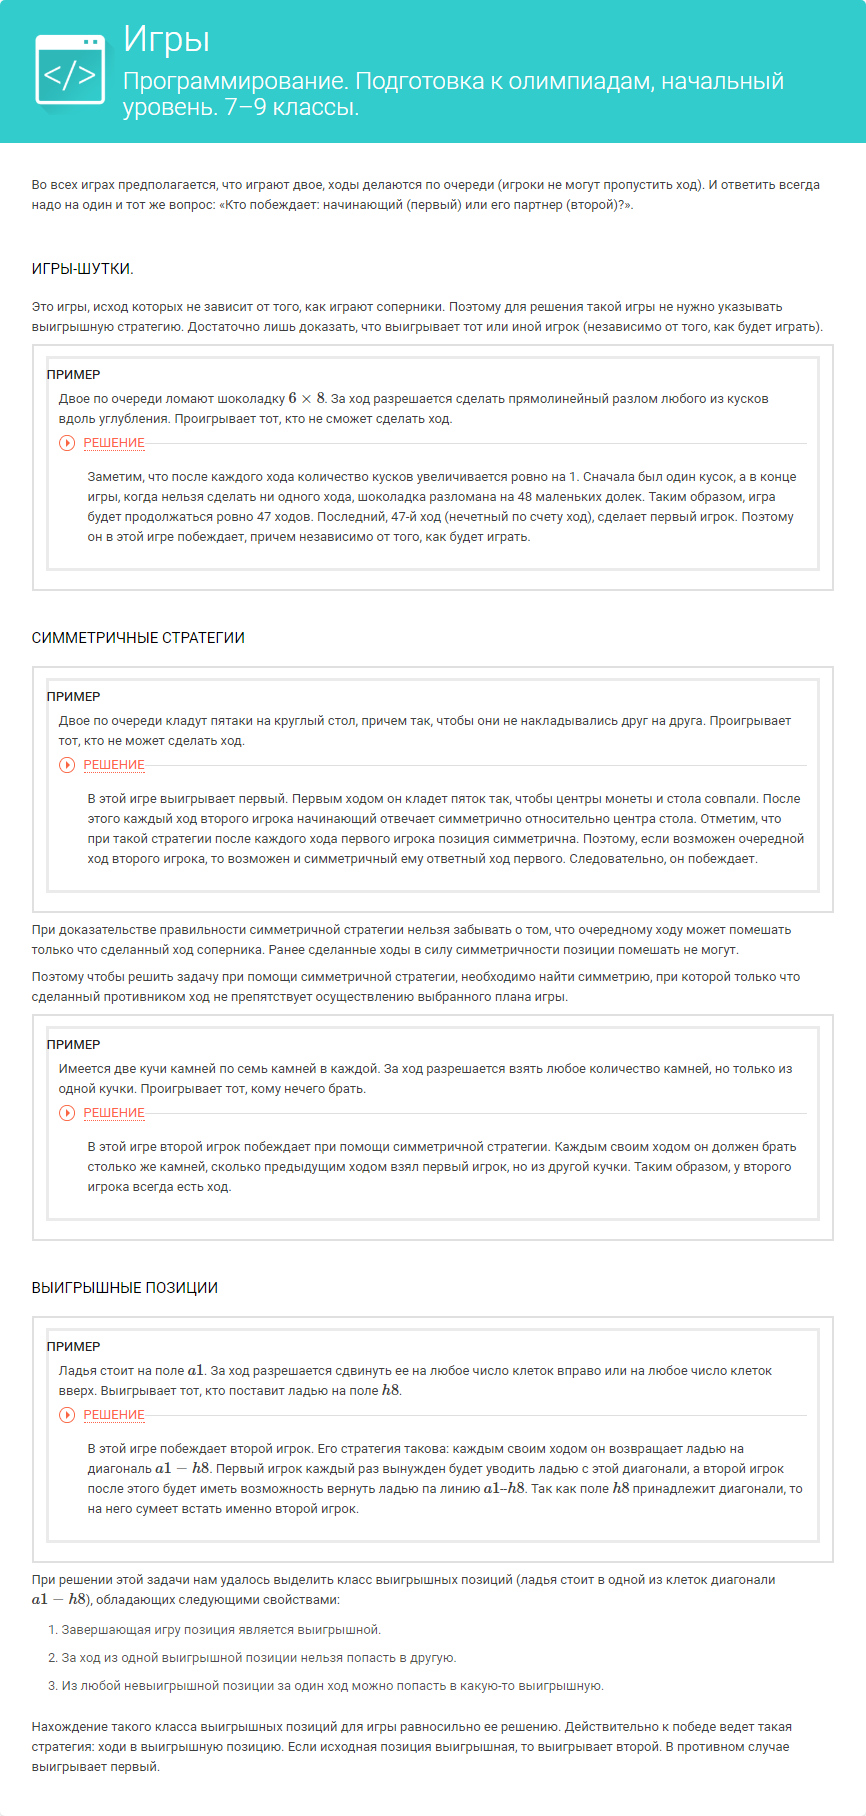 </>
Игры
Программирование. Подготовка к олимпиадам, начальный
уровень. 7–9 классы.
Во всех играх предполагается, что играют двое, ходы делаются по очереди (игроки не могут пропустить ход). И ответить всегда
надо на один и тот же вопрос: «Кто побеждает: начинающий (первый) или его партнер (второй)?».
ИГРЫ-ШУТКИ.
Это игры, исход которых не зависит от того, как играют соперники. Поэтому для решения такой игры не нужно указывать
выигрышную стратегию. Достаточно лишь доказать, что выигрывает тот или иной игрок (независимо от того, как будет играть).
ПРИМЕР
Двое по очереди ломают шоколадку 6 × 8. За ход разрешается сделать прямолинейный разлом любого из кусков
вдоль углубления. Проигрывает тот, кто не сможет сделать ход.
РЕШЕНИЕ
Заметим, что после каждого хода количество кусков увеличивается ровно на 1. Сначала был один кусок, а в конце
игры, когда нельзя сделать ни одного хода, шоколадка разломана на 48 маленьких долек. Таким образом, игра
будет продолжаться ровно 47 ходов. Последний, 47-й ход (нечетный по счету ход), сделает первый игрок. Поэтому
он в этой игре побеждает, причем независимо от того, как будет играть.
СИММЕТРИЧНЫЕ СТРАТЕГИИ
ПРИМЕР
Двое по очереди кладут пятаки на круглый стол, причем так, чтобы они не накладывались друг на друга. Проигрывает
тот, кто не может сделать ход.
РЕШЕНИЕ
В этой игре выигрывает первый. Первым ходом он кладет пяток так, чтобы центры монеты и стола совпали. После
этого каждый ход второго игрока начинающий отвечает симметрично относительно центра стола. Отметим, что
при такой стратегии после каждого хода первого игрока позиция симметрична. Поэтому, если возможен очередной
ход второго игрока, то возможен и симметричный ему ответный ход первого. Следовательно, он побеждает.
При доказательстве правильности симметричной стратегии нельзя забывать о том, что очередному ходу может помешать
только что сделанный ход соперника. Ранее сделанные ходы в силу симметричности позиции помешать не могут.
Поэтому чтобы решить задачу при помощи симметричной стратегии, необходимо найти симметрию, при которой только что
сделанный противником ход не препятствует осуществлению выбранного плана игры.
ПРИМЕР
Имеется две кучи камней по семь камней в каждой. За ход разрешается взять любое количество камней, но только из
одной кучки. Проигрывает тот, кому нечего брать.
РЕШЕНИЕ
В этой игре второй игрок побеждает при помощи симметричной стратегии. Каждым своим ходом он должен брать
столько же камней, сколько предыдущим ходом взял первый игрок, но из другой кучки. Таким образом, у второго
игрока всегда есть ход.
ВЫИГРЫШНЫЕ ПОЗИЦИИ
ПРИМЕР
Ладья стоит на поле a1. За ход разрешается сдвинуть ее на любое число клеток вправо или на любое число клеток
вверх. Выигрывает тот, кто поставит ладью на поле h8.
РЕШЕНИЕ
В этой игре побеждает второй игрок. Его стратегия такова: каждым своим ходом он возвращает ладью на
диагональ a1 − h8. Первый игрок каждый раз вынужден будет уводить ладью с этой диагонали, а второй игрок
после этого будет иметь возможность вернуть ладью па линию a1–h8. Так как поле h8 принадлежит диагонали, то
на него сумеет встать именно второй игрок.
При решении этой задачи нам удалось выделить класс выигрышных позиций (ладья стоит в одной из клеток диагонали
a1 − h8), обладающих следующими свойствами:
1. Завершающая игру позиция является выигрышной.
2. За ход из одной выигрышной позиции нельзя попасть в другую.
3. Из любой невыигрышной позиции за один ход можно попасть в какую-то выигрышную.
Нахождение такого класса выигрышных позиций для игры равносильно ее решению. Действительно к победе ведет такая
стратегия: ходи в выигрышную позицию. Если исходная позиция выигрышная, то выигрывает второй. В противном случае
выигрывает первый.